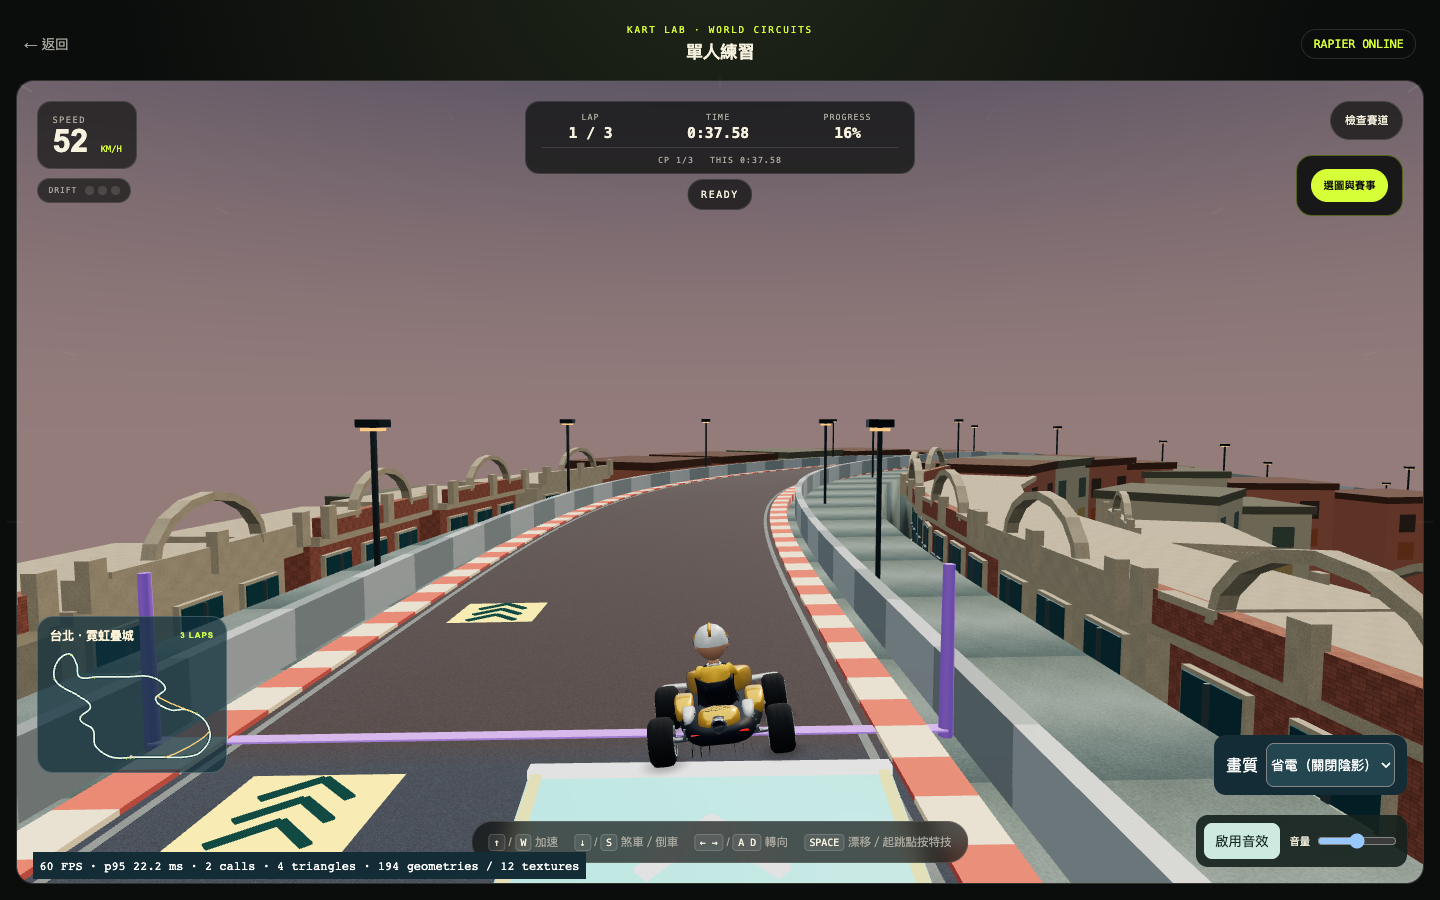 ← 返回
KART LAB · WORLD CIRCUITS
單人練習
RAPIER ONLINE
SPEED
52 KM/H
DRIFT
LAP TIME PROGRESS
1 / 3 0:37.58 16%
CP 1/3 THIS 0:37.58
READY
檢查賽道
選圖與賽事
台北 · 霓虹疊城 3 LAPS
畫質 省電（關閉陰影）
↑ / W 加速 ↓ / S 煞車 / 倒車 ← → / A D 轉向 SPACE 漂移 / 起跳點按特技
啟用音效 音量
60 FPS · p95 22.2 ms · 2 calls · 4 triangles · 194 geometries / 12 textures